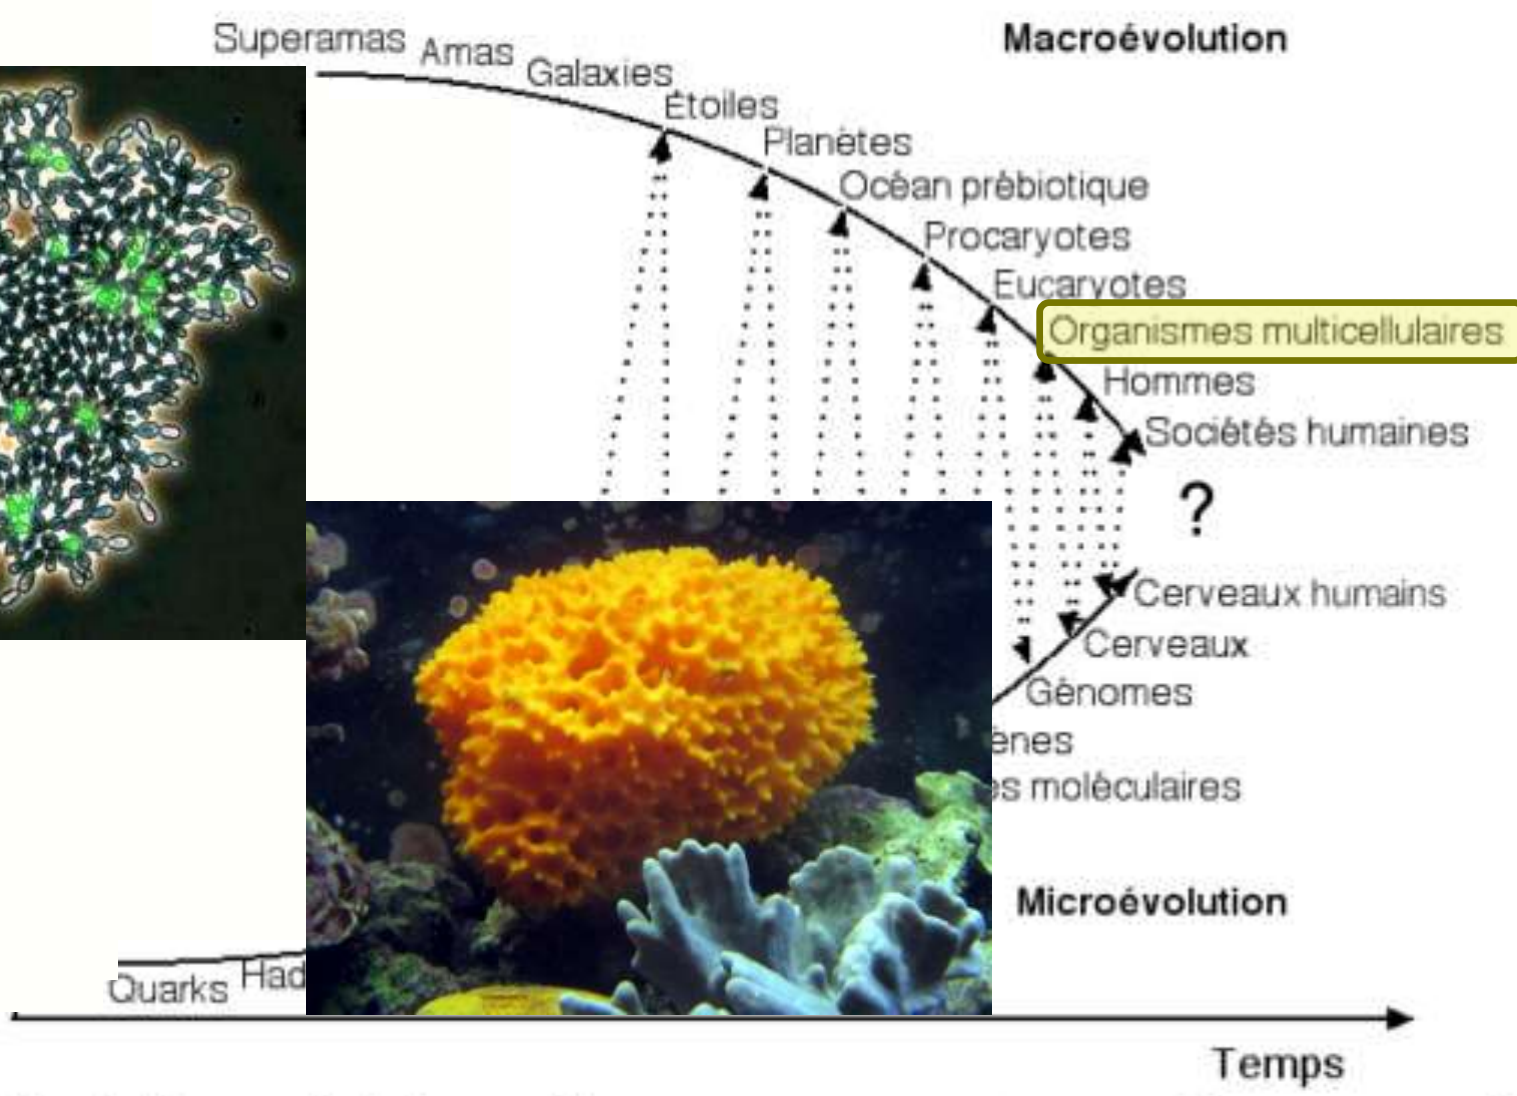 Superamas
Amas
Galaxies
Étoiles
Planètes
Océan prébiotique
Procaryotes
Eucaryotes
Organismes multicellulaires
Hommes
Sociétés humaines
?
Cerveaux humains
Cerveaux
Génomes
ènes
es moléculaires
Quarks
Had
Macroévolution
Microévolution
Temps